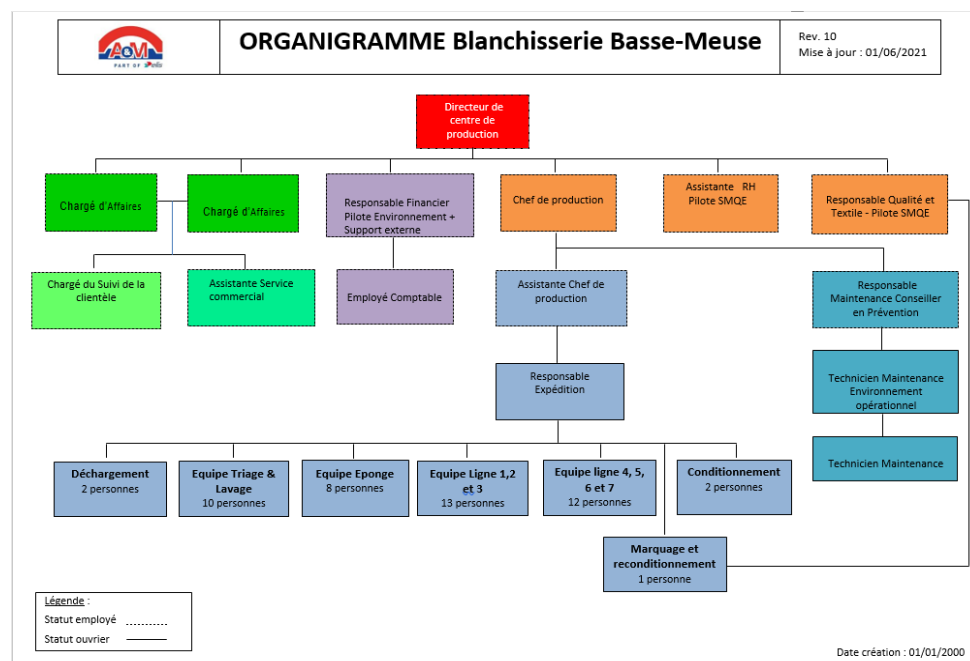 A&M
PART OF
ORGANIGRAMME Blanchisserie Basse-Meuse
Rev. 10
Mise à jour : 01/06/2021
Directeur de
centre de
production
Chargé d'Affaires
Chargé d'Affaires
Responsable Financier
Pilote Environnement +
Support externe
Chef de production
Assistante RH
Pilote SMQE
Responsable Qualité et
Textile - Pilote SMQE
Chargé du Suivi de la
clientèle
Assistante Service
commercial
Employé Comptable
Assistante Chef de
production
Responsable
Maintenance Conseiller
en Prévention
Responsable
Expédition
Technicien Maintenance
Environnement
opérationnel
Technicien Maintenance
Déchargement
2 personnes
Equipe Triage &
Lavage
10 personnes
Equipe Eponge
8 personnes
Equipe Ligne 1,2
et 3
13 personnes
Equipe ligne 4, 5,
6 et 7
12 personnes
Conditionnement
2 personnes
Marquage et
reconditionnement
1 personne
Légende :
Statut employé
Statut ouvrier
Date création : 01/01/2000